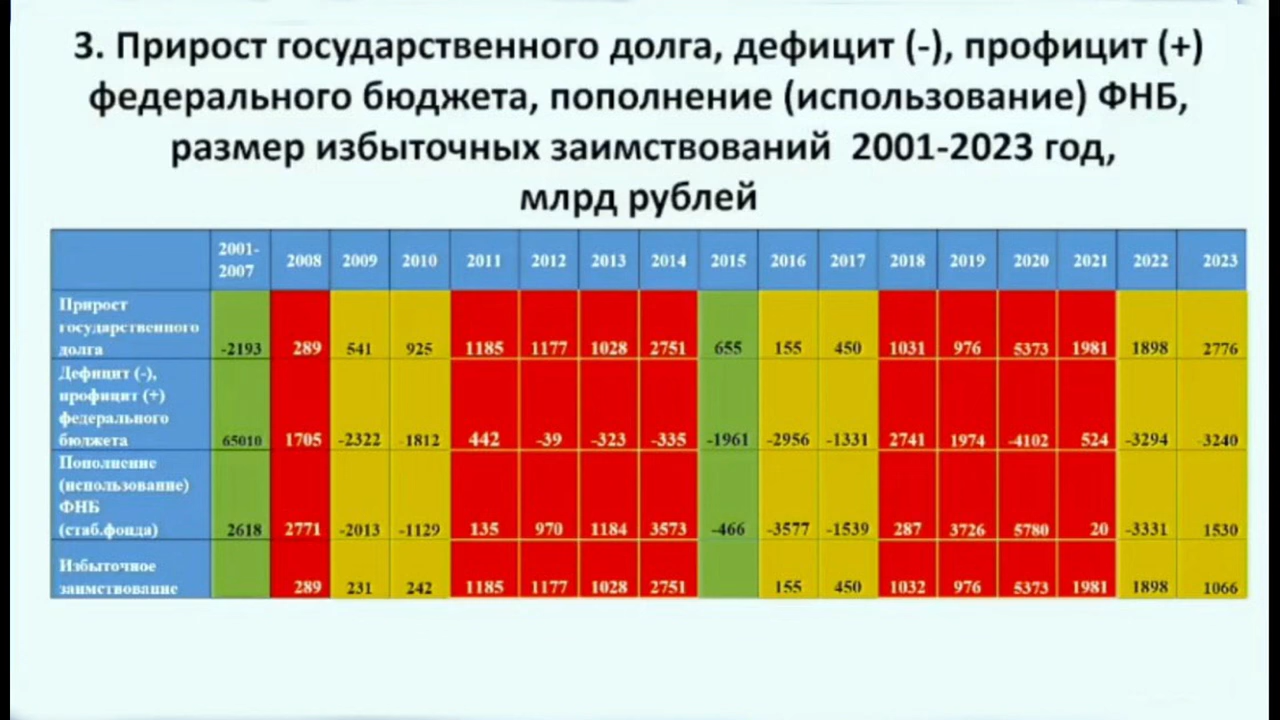 3. Прирост государственного долга, дефицит (-), профицит (+)
федерального бюджета, пополнение (использование) ФНБ,
размер избыточных заимствований 2001-2023 год,
млрд рублей
2001-2007 2008 2009 2010 2011 2012 2013 2014 2015 2016 2017 2018 2019 2020 2021 2022 2023
Прирост
государственного
долга -2193 289 541 925 1185 1177 1028 2751 655 155 450 1031 976 5373 1981 1898 2776
Дефицит (-),
профицит (+)
федерального
бюджета 65010 1705 -2322 -1812 442 -39 -323 -335 -1961 -2956 -1331 2741 1974 -4102 524 -3294 -3240
Пополнение
(использование)
ФНБ
(стаб.фонда) 2618 2771 -2013 -1129 135 970 1184 3573 -466 -3577 -1539 287 3726 5780 20 -3331 1530
Избыточное
заимствование 289 231 242 1185 1177 1028 2751 155 450 1032 976 5373 1981 1898 1066